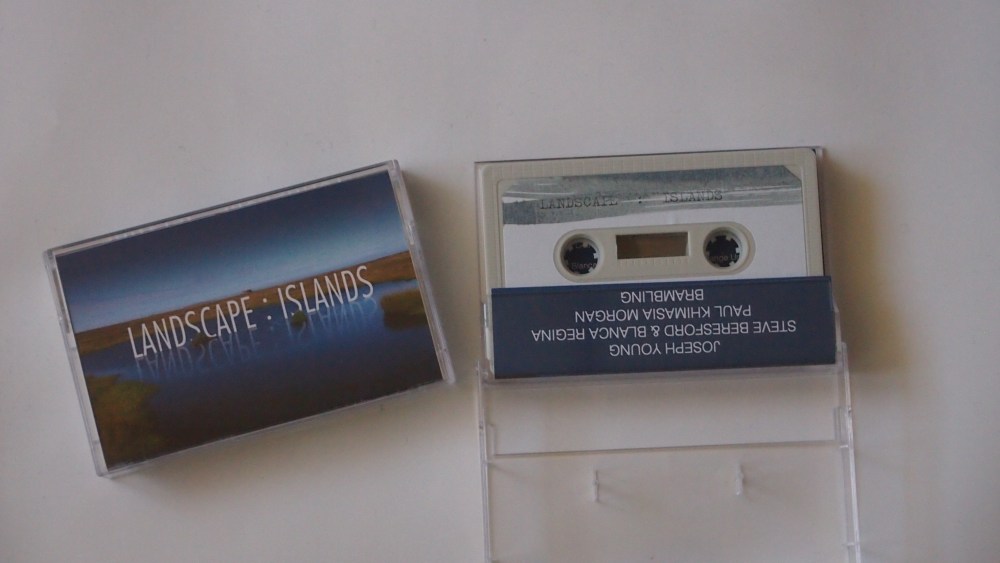 LANDSCAPE : ISLANDS
LANDSCAPE : ISLANDS
JOSEPH YOUNG
STEVE BERESFORD & BLANCA REGINA
PAUL KHIMASIA MORGAN
BRAMBLING